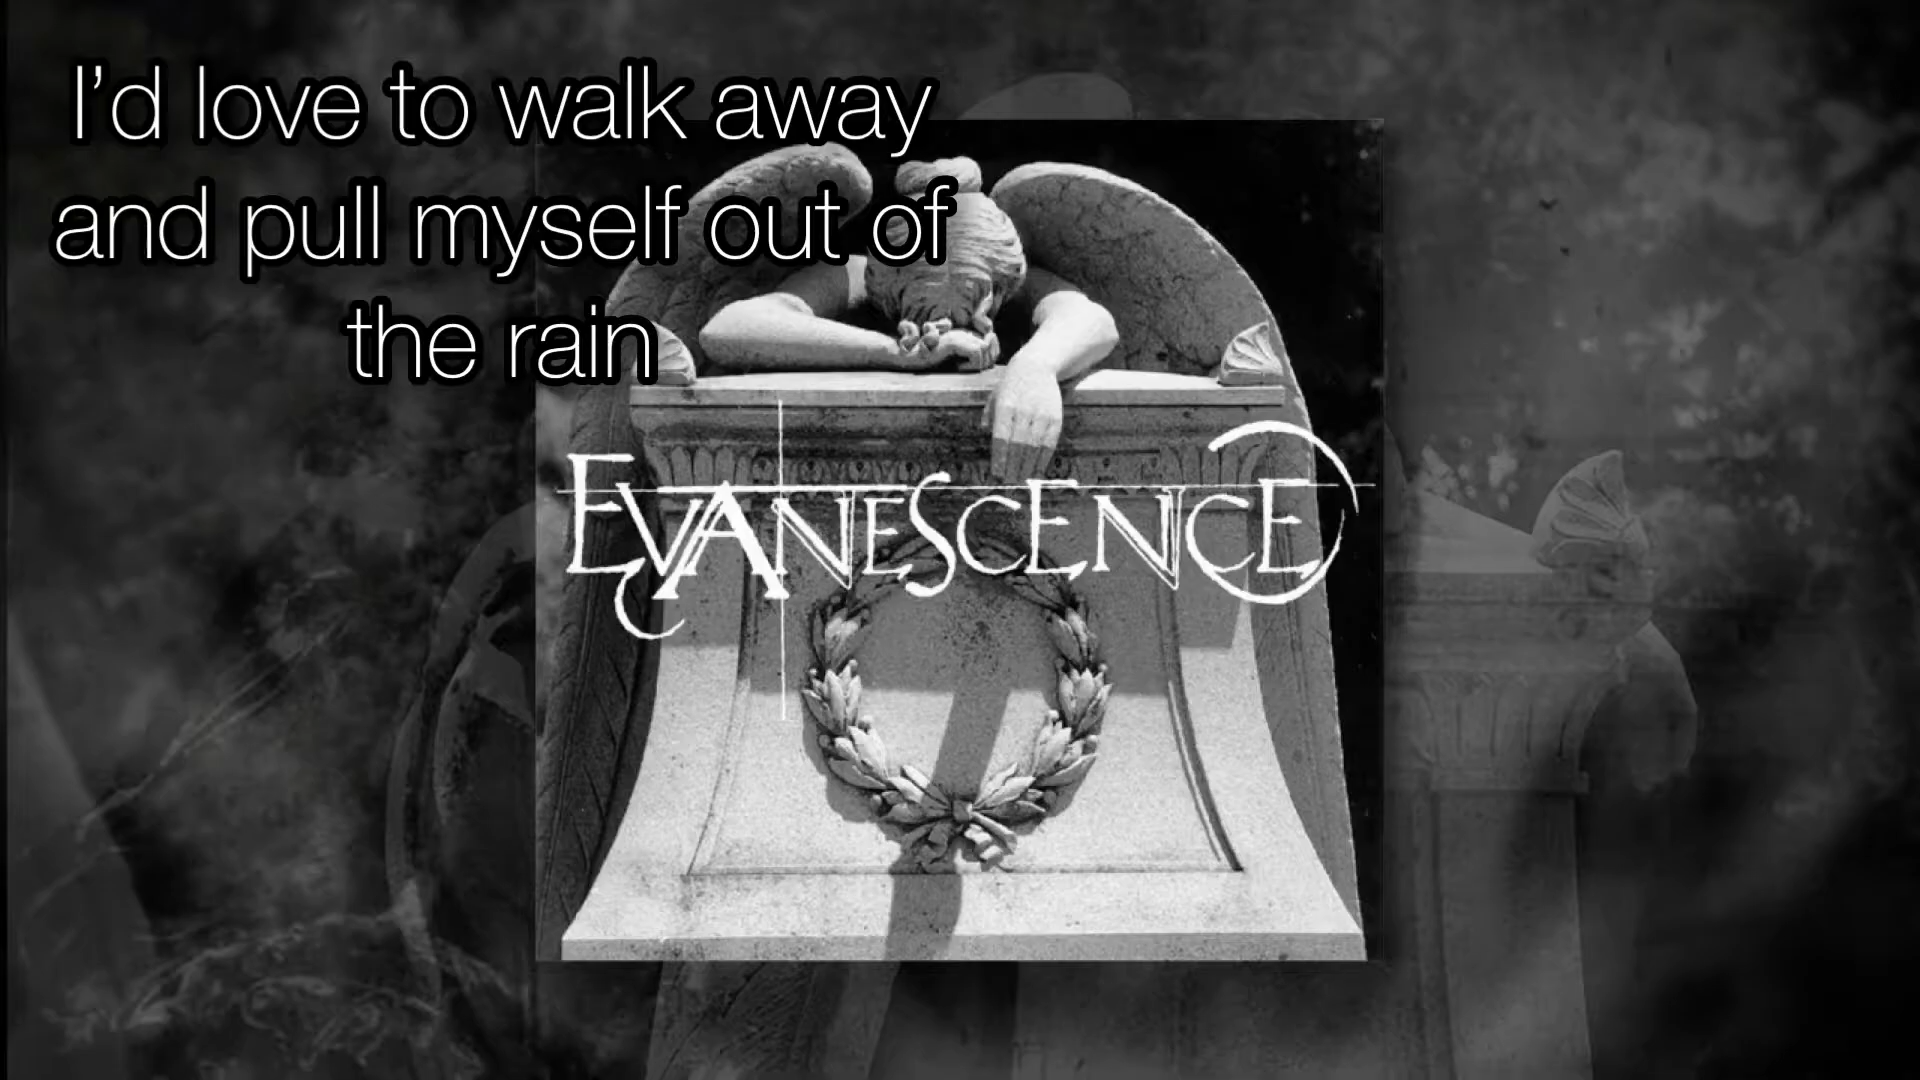 I’d love to walk away
and pull myself out of
the rain
EVANESCENCE